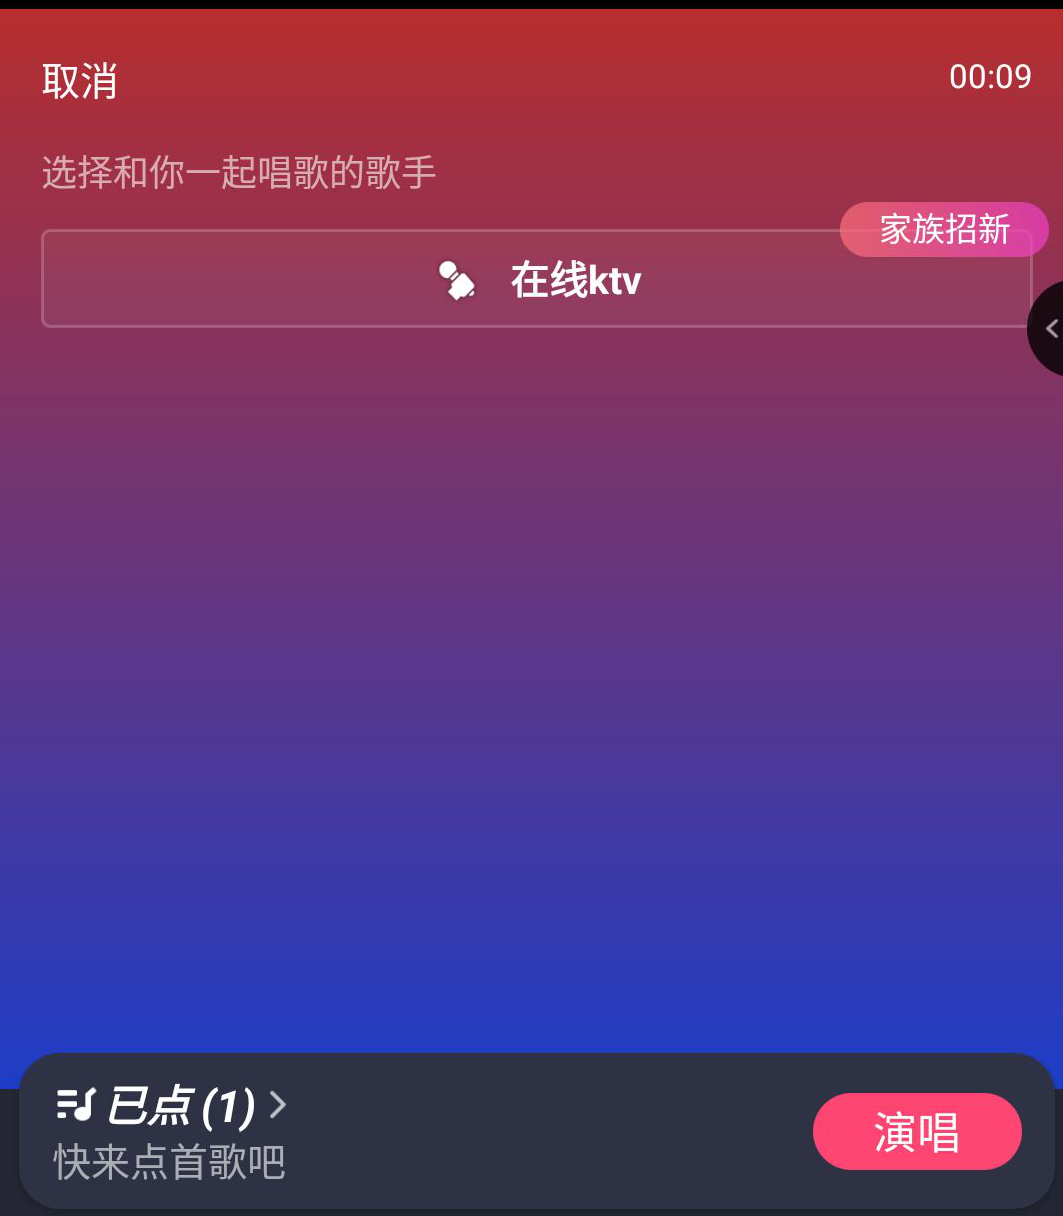 取消
00:09
选择和你一起唱歌的歌手
家族招新
在线ktv
已点 (1)
快来点首歌吧
演唱